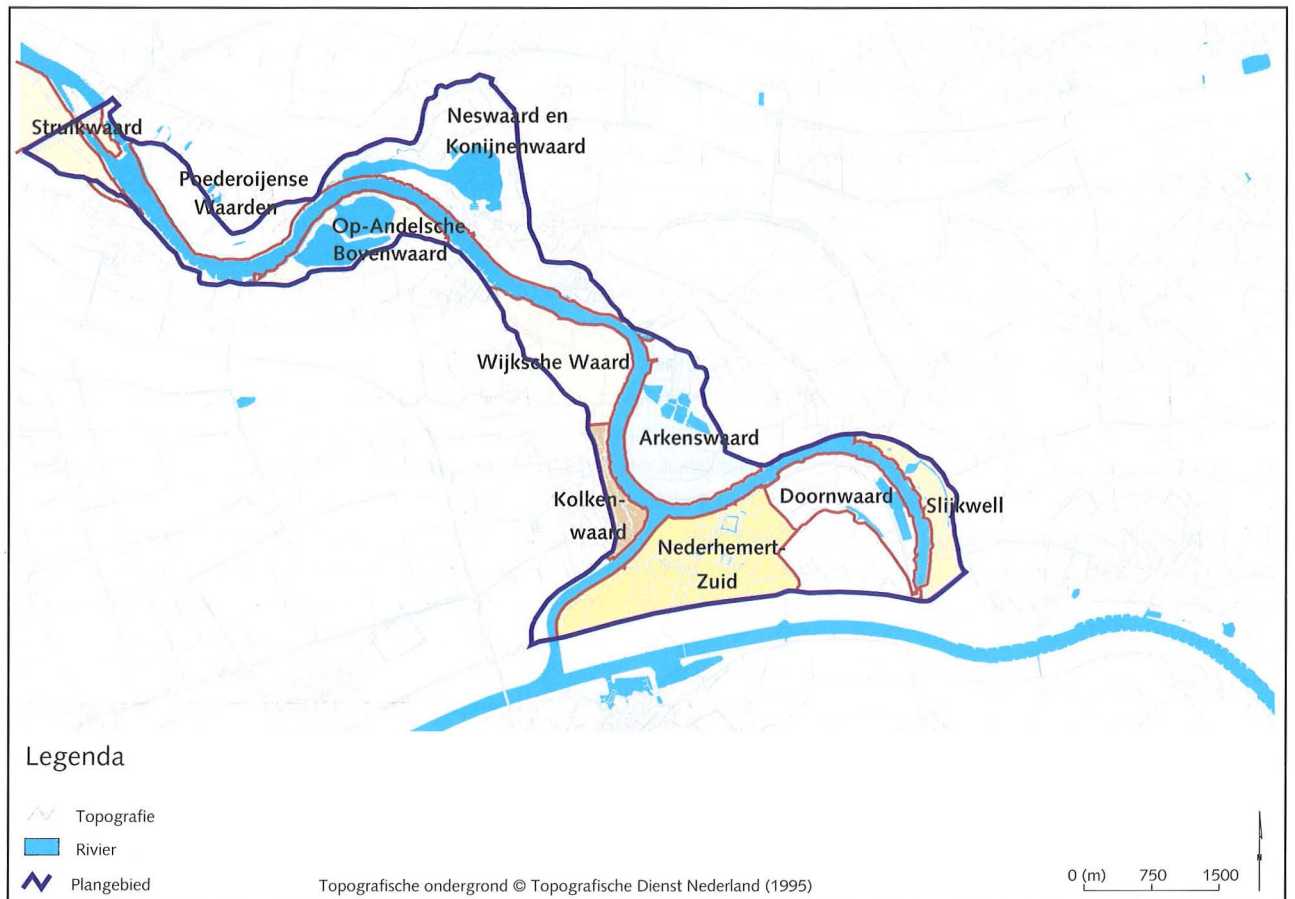 Neswaard en
Konijnenwaard
Struikwaard
Poederoijense
Waarden
Op-Andelsche
Bovenwaard
Wijksche Waard
Arkenswaard
Kolken-
waard
Doornwaard
Slijkwell
Nederhemert-
Zuid
Legenda
Topografie
Rivier
Plangebied
Topografische ondergrond © Topografische Dienst Nederland (1995)
0 (m) 750 1500
N